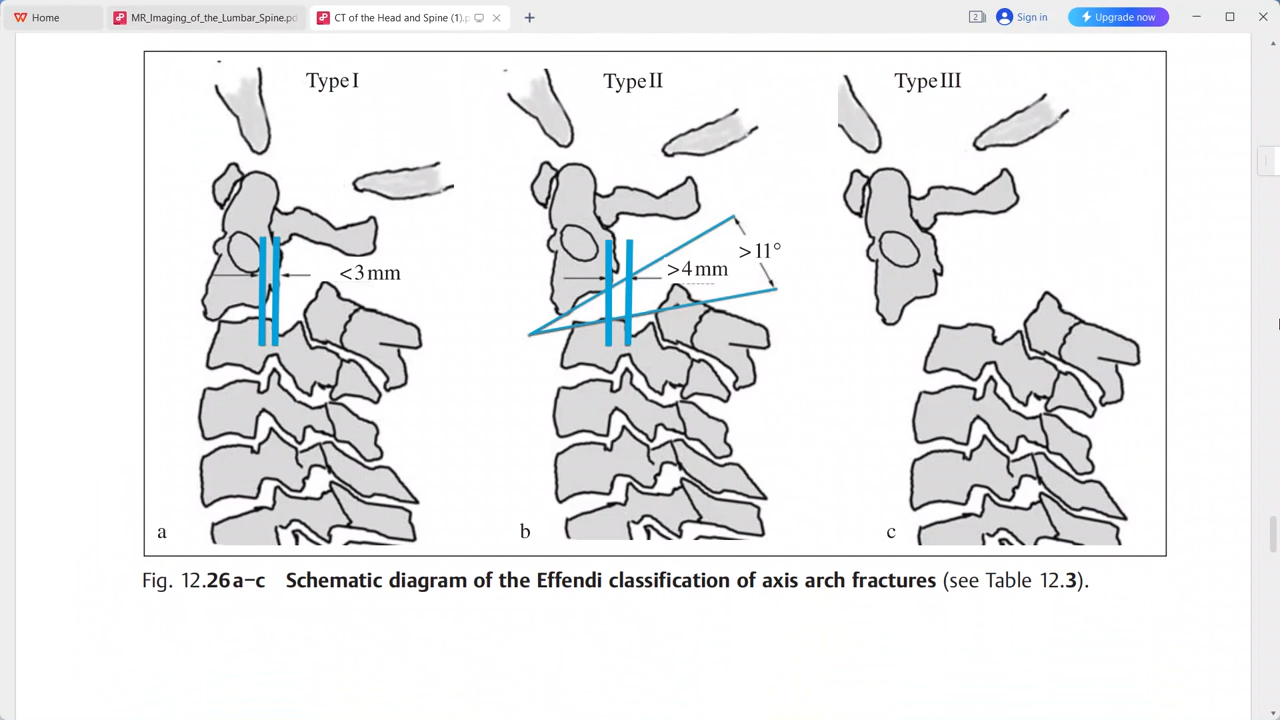 Home
MR_Imaging_of_the_Lumbar_Spine.pd
CT of the Head and Spine (1).p
2
Sign in
Upgrade now
Type I
Type II
Type III
<3 mm
>4 mm
>11°
a
b
c
Fig. 12.26 a–c Schematic diagram of the Effendi classification of axis arch fractures (see Table 12.3).